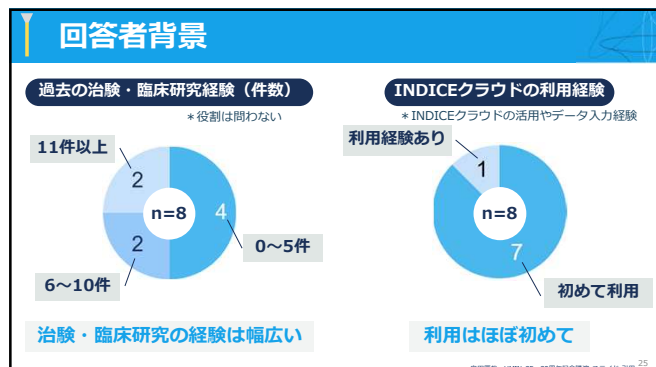 回答者背景
過去の治験・臨床研究経験（件数）
＊役割は問わない
11件以上
2
n=8
4
2
0～5件
6～10件
治験・臨床研究の経験は幅広い
INDICEクラウドの利用経験
＊INDICEクラウドの活用やデータ入力経験
利用経験あり
1
n=8
7
初めて利用
利用はほぼ初めて
25